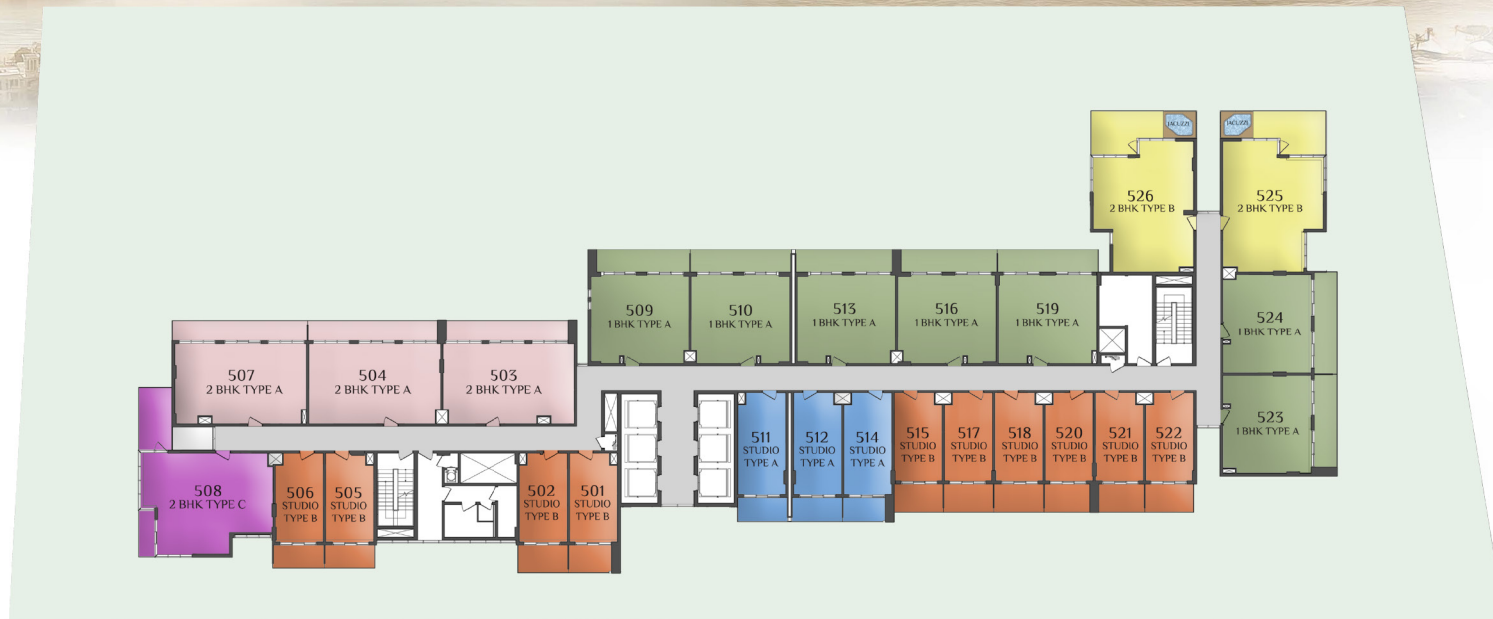 JACUZZI
JACUZZI
526
2 BHK TYPE B
525
2 BHK TYPE B
509
1 BHK TYPE A
510
1 BHK TYPE A
513
1 BHK TYPE A
516
1 BHK TYPE A
519
1 BHK TYPE A
524
1 BHK TYPE A
507
2 BHK TYPE A
504
2 BHK TYPE A
503
2 BHK TYPE A
523
1 BHK TYPE A
511
STUDIO
TYPE A
512
STUDIO
TYPE A
514
STUDIO
TYPE A
515
STUDIO
TYPE B
517
STUDIO
TYPE B
518
STUDIO
TYPE B
520
STUDIO
TYPE B
521
STUDIO
TYPE B
522
STUDIO
TYPE B
508
2 BHK TYPE C
506
STUDIO
TYPE B
505
STUDIO
TYPE B
502
STUDIO
TYPE B
501
STUDIO
TYPE B